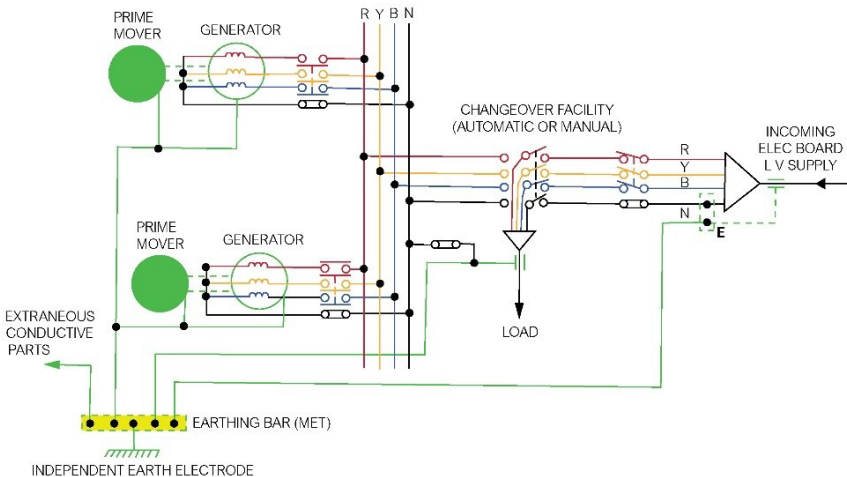 PRIME
MOVER
GENERATOR
R Y B N
CHANGEOVER FACILITY
(AUTOMATIC OR MANUAL)
INCOMING
ELEC BOARD
L V SUPPLY
R
Y
B
N
E
PRIME
MOVER
GENERATOR
EXTRANEOUS
CONDUCTIVE
PARTS
LOAD
EARTHING BAR (MET)
INDEPENDENT EARTH ELECTRODE